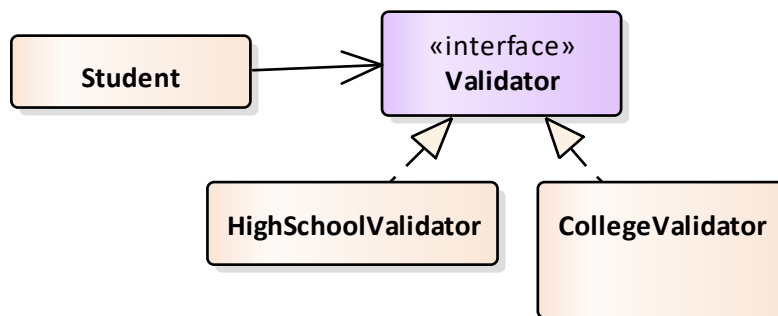 Student
«interface»
Validator
HighSchoolValidator
CollegeValidator